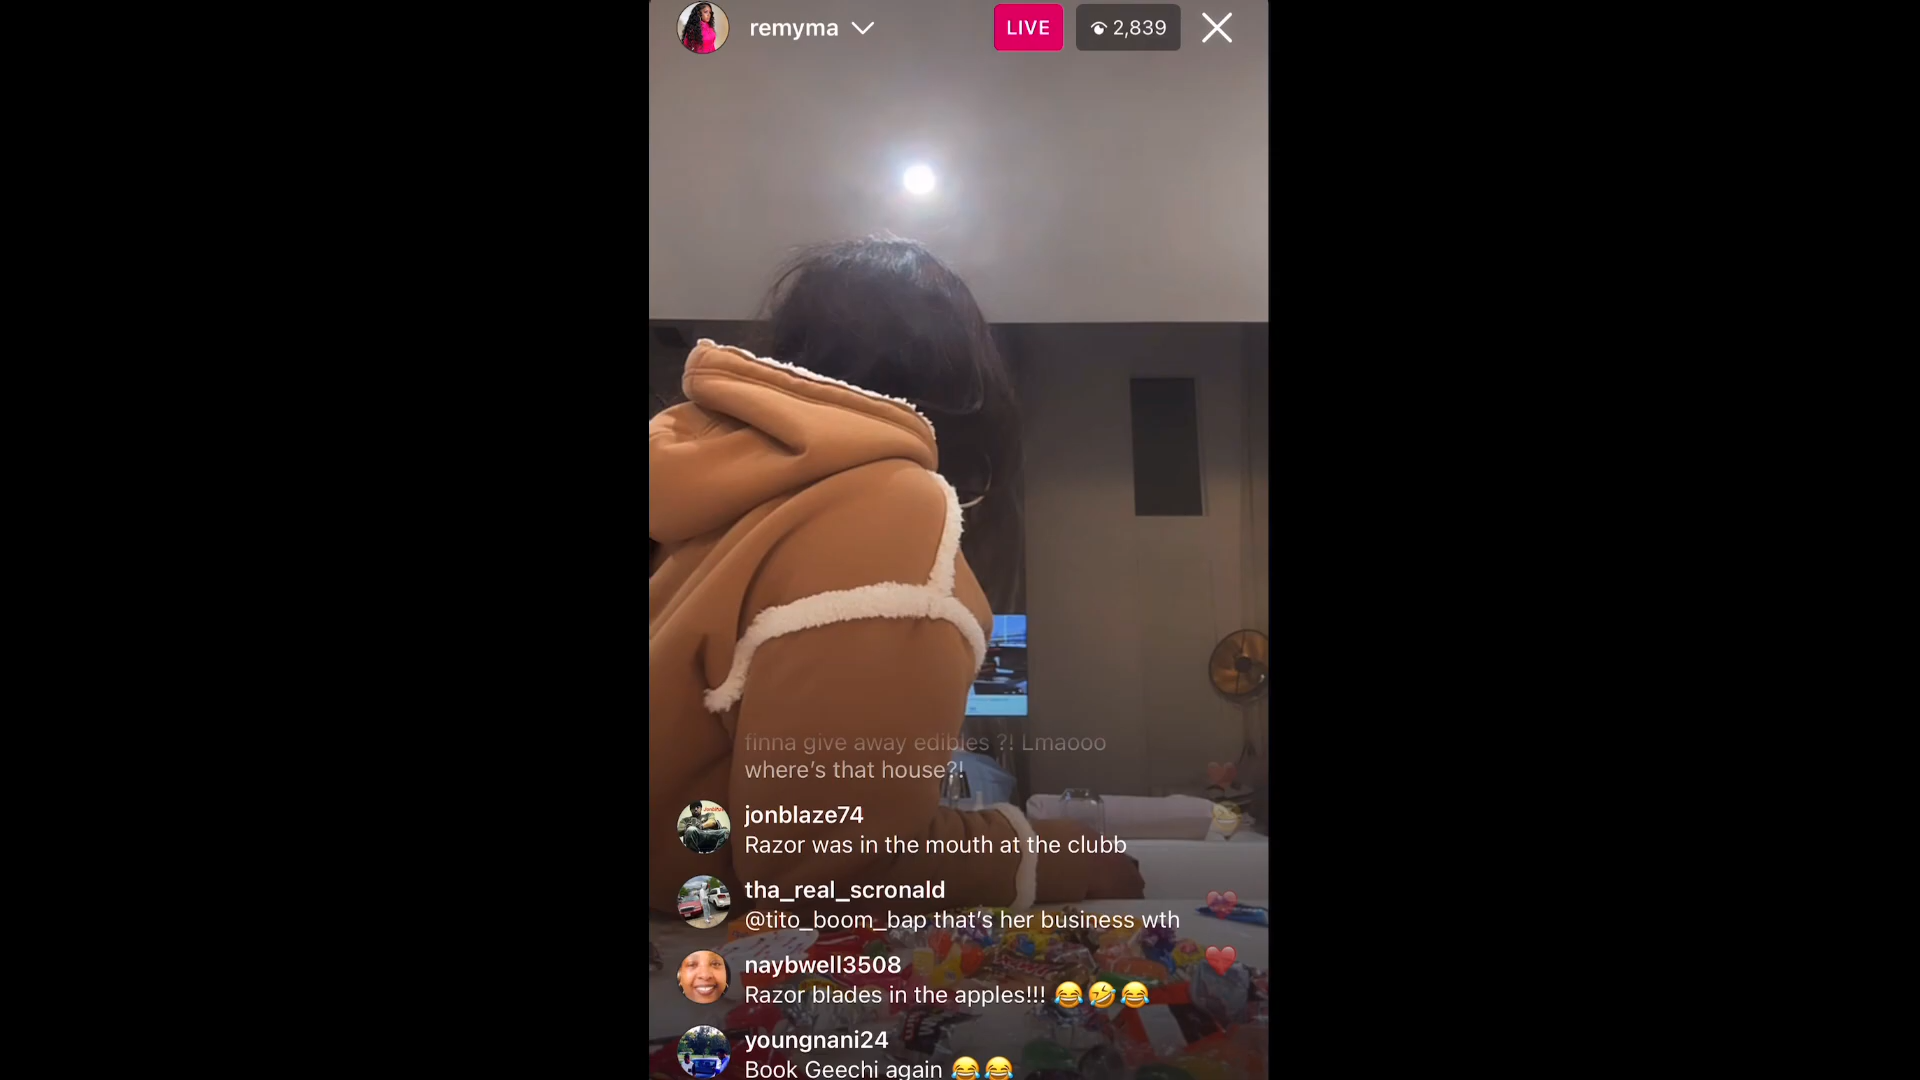 remyma
LIVE
2,839
finna give away edibles ?! Lmaooo
where’s that house?!
jonblaze74
Razor was in the mouth at the clubb
tha_real_scronald
@tito_boom_bap that’s her business wth
naybwell3508
Razor blades in the apples!!! 😂🤣😂
youngnani24
Book Geechi again 😂😂